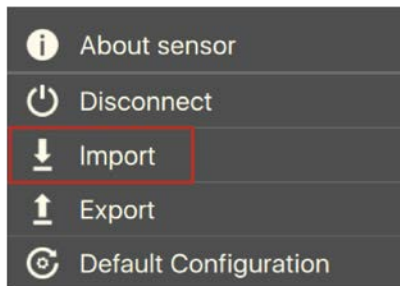 About sensor
Disconnect
Import
Export
Default Configuration